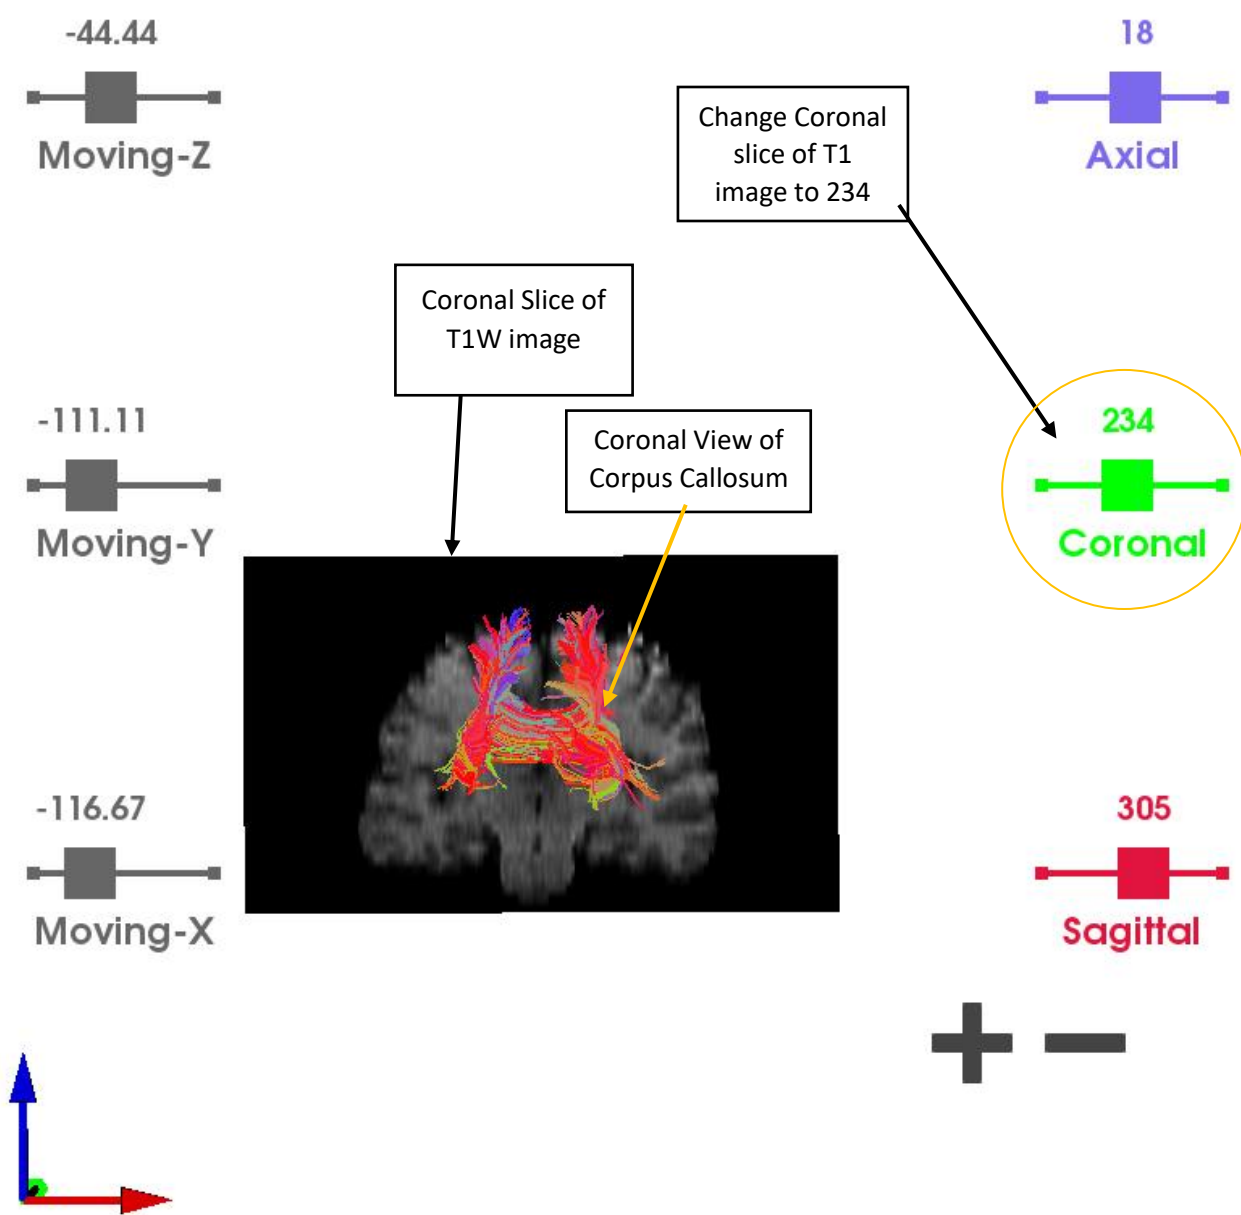 -44.44
Moving-Z
18
Axial
Change Coronal
slice of T1
image to 234
Coronal Slice of
T1W image
-111.11
Moving-Y
Coronal View of
Corpus Callosum
234
Coronal
-116.67
Moving-X
305
Sagittal